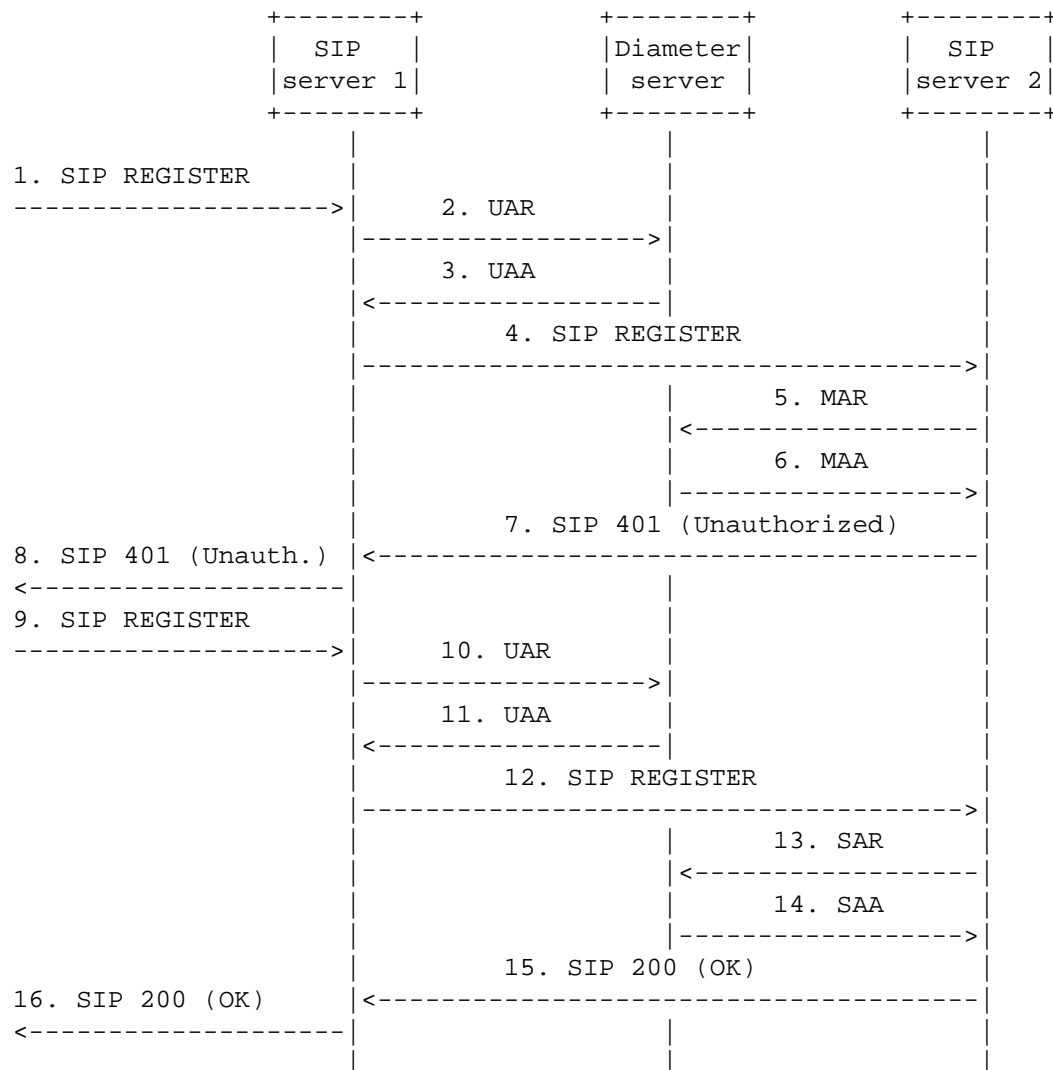 SIP Diameter SIP
server 1 server server 2
1. SIP REGISTER
2. UAR
3. UAA
4. SIP REGISTER
5. MAR
6. MAA
7. SIP 401 (Unauthorized)
8. SIP 401 (Unauth.)
9. SIP REGISTER
10. UAR
11. UAA
12. SIP REGISTER
13. SAR
14. SAA
15. SIP 200 (OK)
16. SIP 200 (OK)